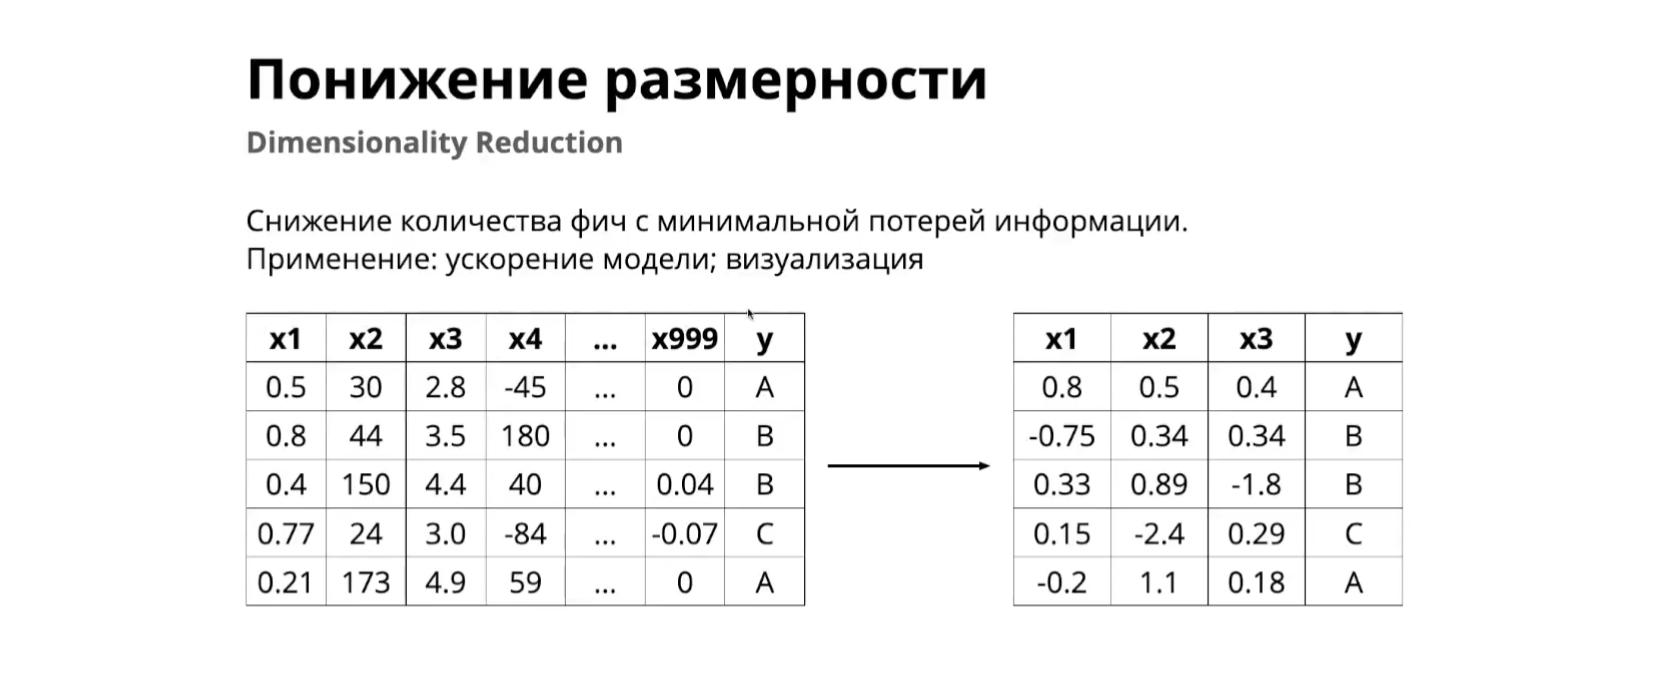 Понижение размерности
Dimensionality Reduction
Снижение количества фич с минимальной потерей информации.
Применение: ускорение модели; визуализация
x1 x2 x3 x4 ... x999 y
0.5 30 2.8 -45 ... 0 A
0.8 44 3.5 180 ... 0 B
0.4 150 4.4 40 ... 0.04 B
0.77 24 3.0 -84 ... -0.07 C
0.21 173 4.9 59 ... 0 A
x1 x2 x3 y
0.8 0.5 0.4 A
-0.75 0.34 0.34 B
0.33 0.89 -1.8 B
0.15 -2.4 0.29 C
-0.2 1.1 0.18 A